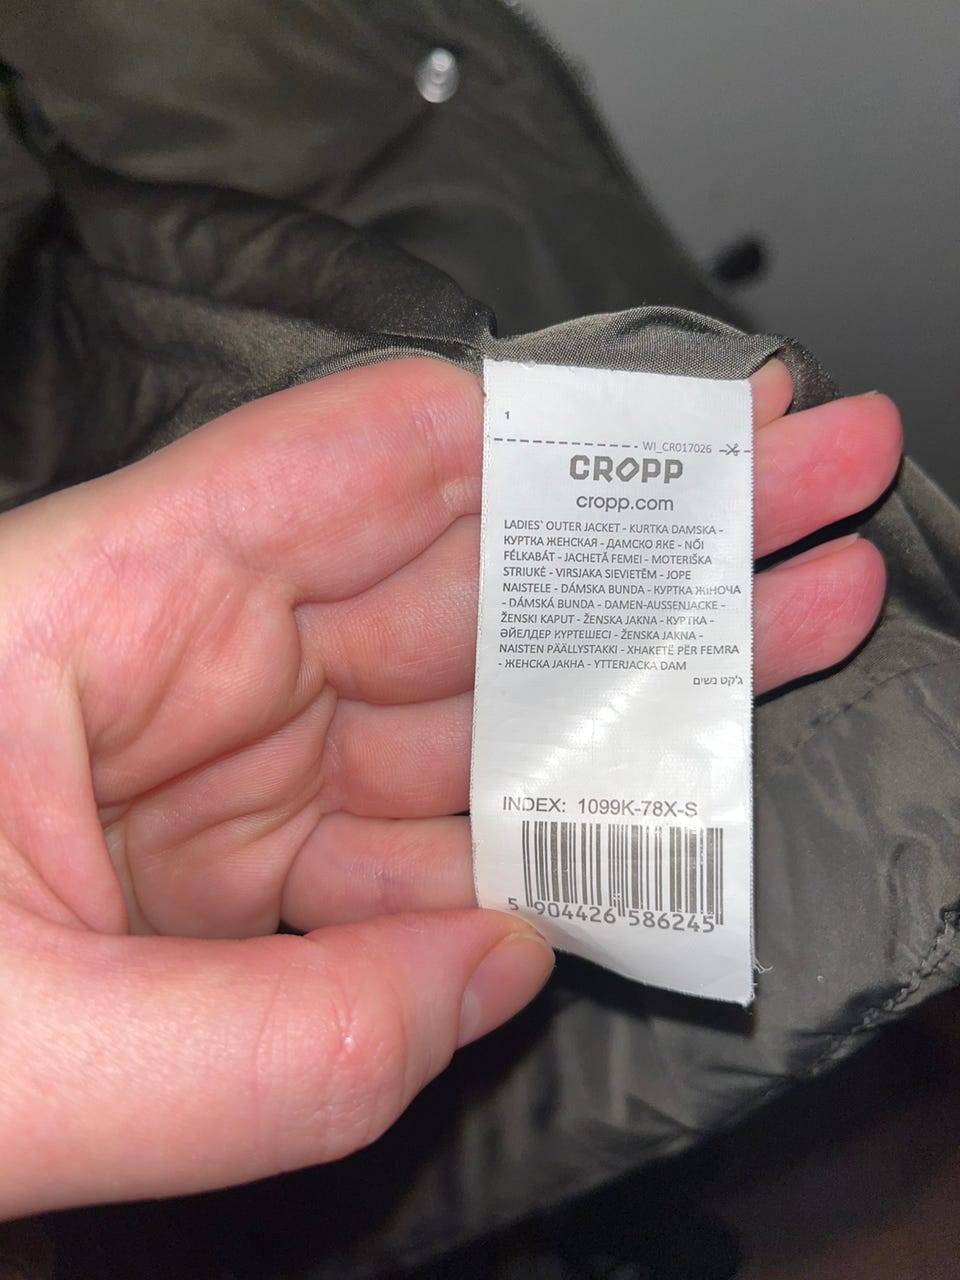 1
WI_CR017026
CROPP
cropp.com
LADIES` OUTER JACKET - KURTKA DAMSKA -
КУРТКА ЖЕНСКАЯ - ДАМСКО ЯКЕ - NŐI
FÉLKABÁT - JACHETĂ FEMEI - MOTERIŠKA
STRIUKĖ - VIRSJAKA SIEVIETĒM - JOPE
NAISTELE - DÁMSKA BUNDA - КУРТКА ЖІНОЧА
- DÁMSKÁ BUNDA - DAMEN-AUSSENJACKE -
ŽENSKI KAPUT - ŽENSKA JAKNA - КУРТКА -
ӘЙЕЛДЕР КҮРТЕШЕСІ - ŽENSKA JAKNA -
NAISTEN PÄÄLLYSTAKKI - XHAKETË PËR FEMRA
- ЖЕНСКА ЈАКНА - YTTERJACKA DAM
ג'קט נשים
INDEX: 1099K-78X-S
5 904426 586245